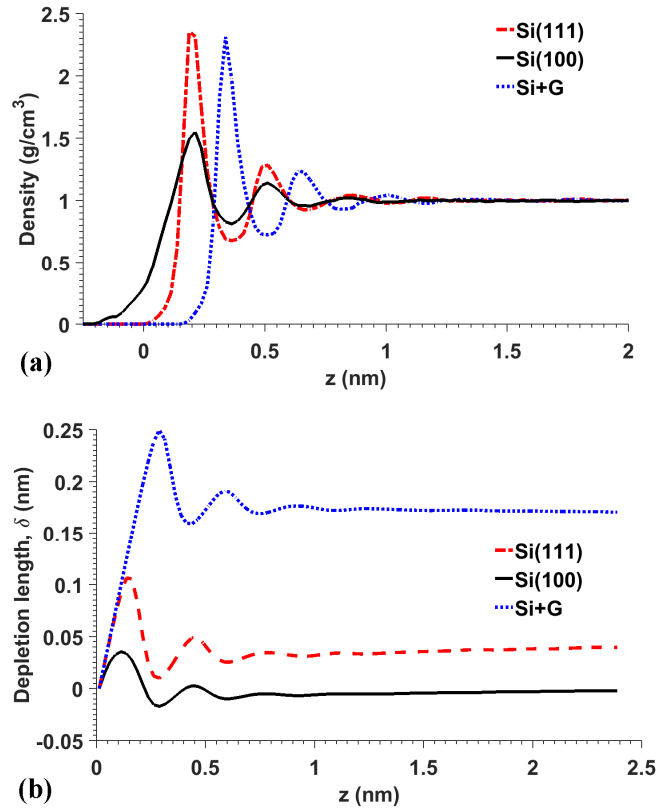 2.5
2
1.5
1
0.5
0
Density (g/cm³)
Si(111)
Si(100)
Si+G
0 0.5 1 1.5 2
(a)
z (nm)
0.25
0.2
0.15
0.1
0.05
0
-0.05
Depletion length, δ (nm)
Si(111)
Si(100)
Si+G
0 0.5 1 1.5 2 2.5
(b)
z (nm)